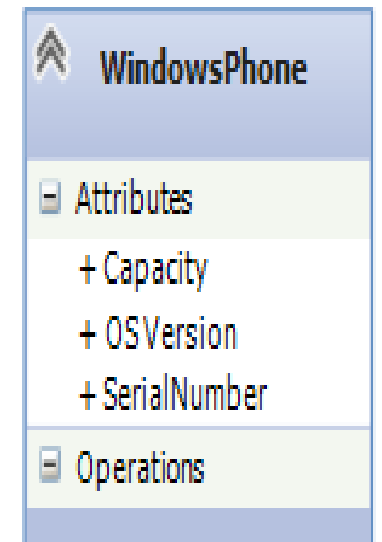 WindowsPhone
Attributes
+ Capacity
+ OSVersion
+ SerialNumber
Operations